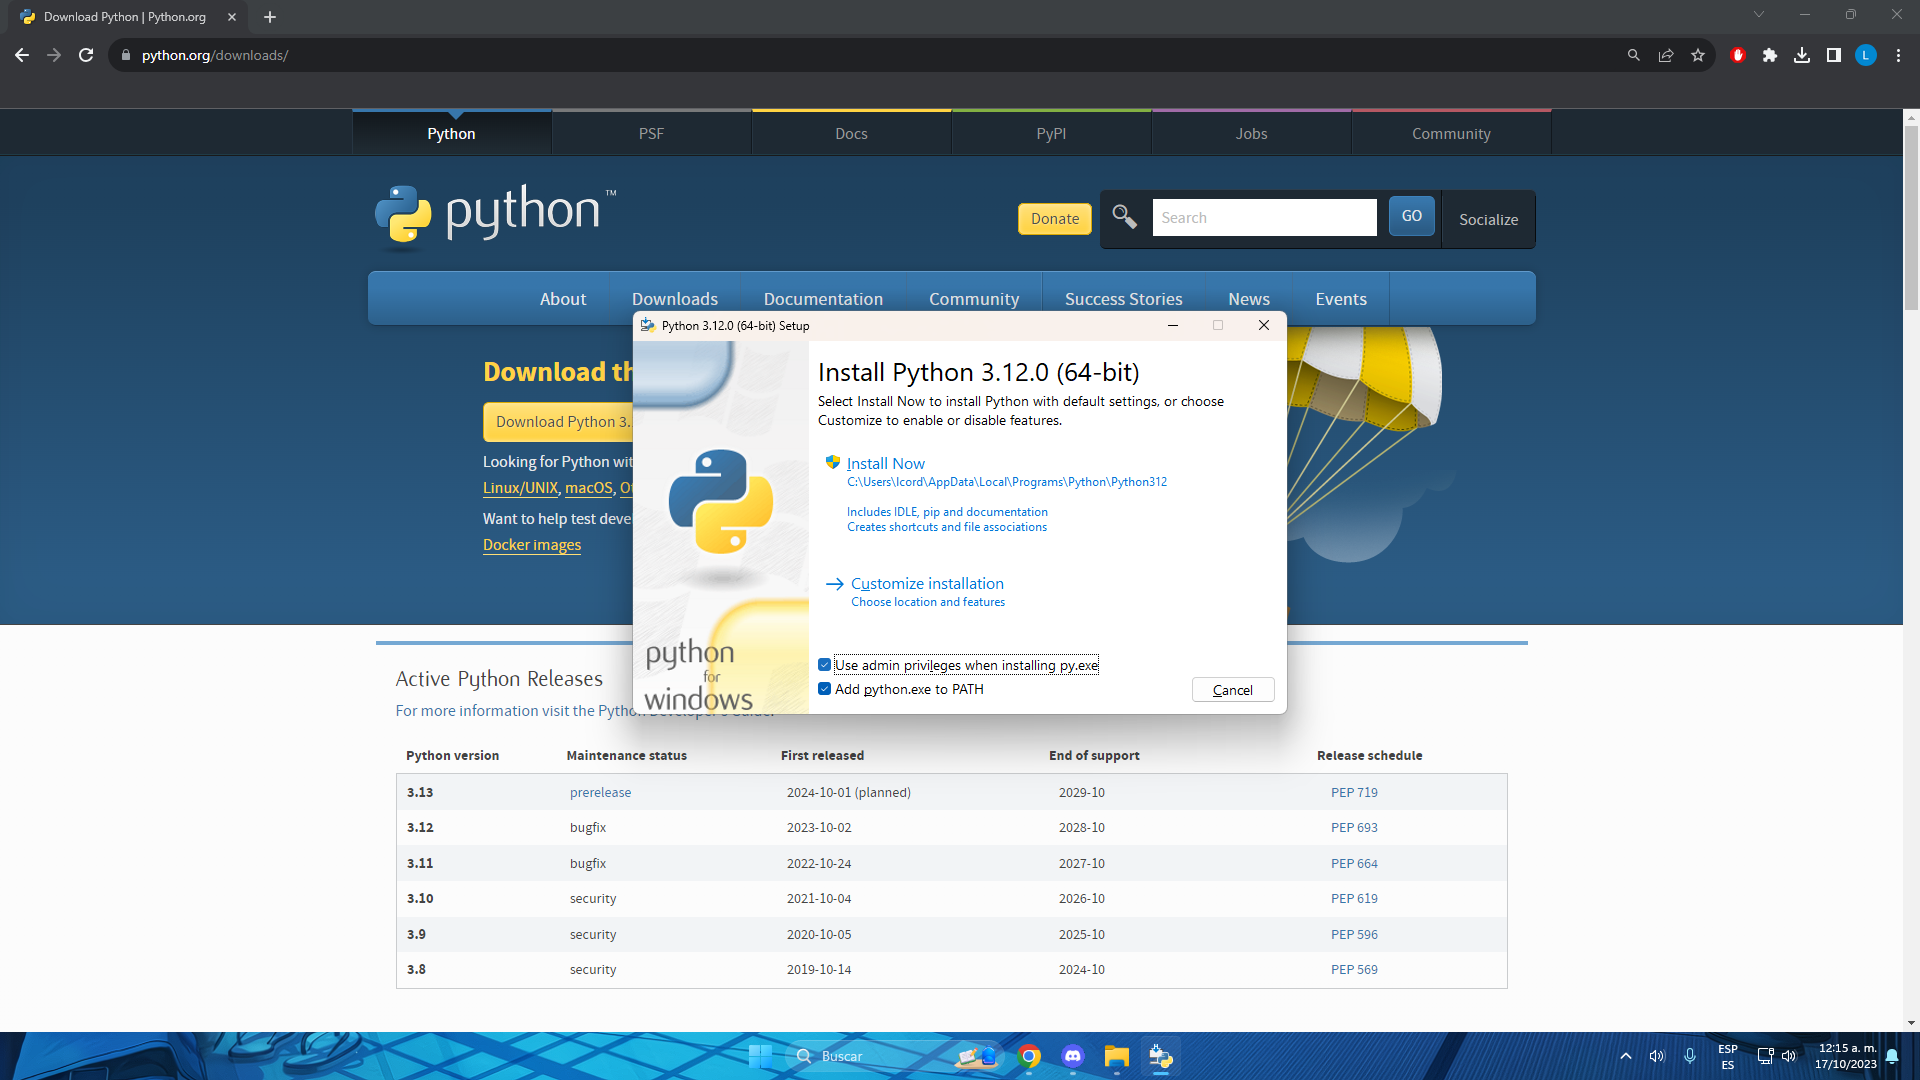 Download Python | Python.org
python.org/downloads/
L
Python
PSF
Docs
PyPI
Jobs
Community
python™
Donate
Search
GO
Socialize
About
Downloads
Documentation
Community
Success Stories
News
Events
Download th
Download Python 3.
Looking for Python wit
Linux/UNIX, macOS, Ot
Want to help test deve
Docker images
Python 3.12.0 (64-bit) Setup
Install Python 3.12.0 (64-bit)
Select Install Now to install Python with default settings, or choose
Customize to enable or disable features.
Install Now
C:\Users\lcord\AppData\Local\Programs\Python\Python312
Includes IDLE, pip and documentation
Creates shortcuts and file associations
Customize installation
Choose location and features
Use admin privileges when installing py.exe
Add python.exe to PATH
Cancel
python
for
windows
Active Python Releases
For more information visit the Python Developer's Guide.
Python version Maintenance status First released End of support Release schedule
3.13 prerelease 2024-10-01 (planned) 2029-10 PEP 719
3.12 bugfix 2023-10-02 2028-10 PEP 693
3.11 bugfix 2022-10-24 2027-10 PEP 664
3.10 security 2021-10-04 2026-10 PEP 619
3.9 security 2020-10-05 2025-10 PEP 596
3.8 security 2019-10-14 2024-10 PEP 569
Buscar
ESP
ES
12:15 a. m.
17/10/2023